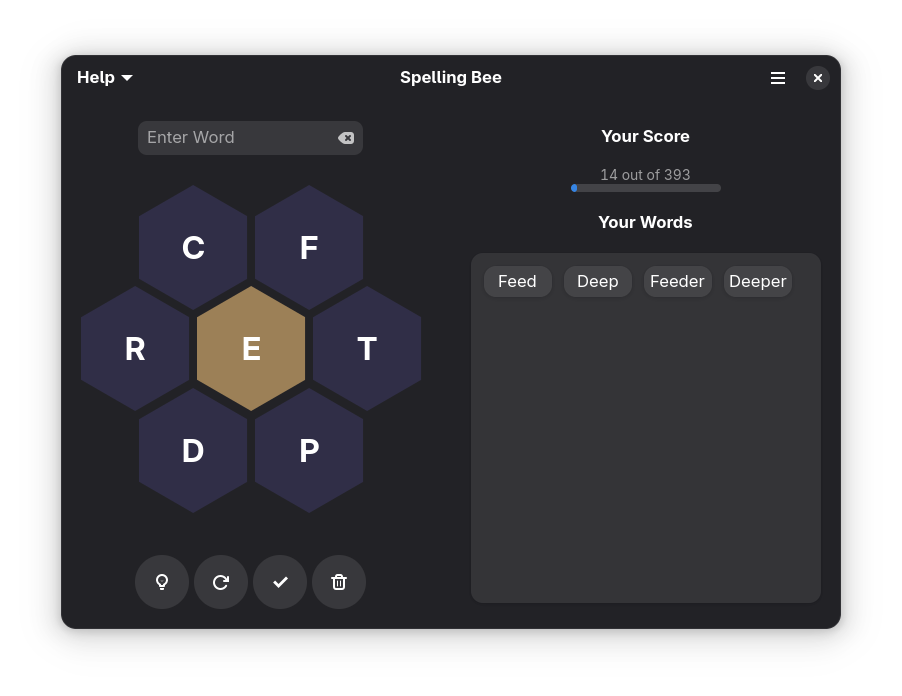 Help
Spelling Bee
Enter Word
C
F
R
E
T
D
P
Your Score
14 out of 393
Your Words
Feed Deep Feeder Deeper